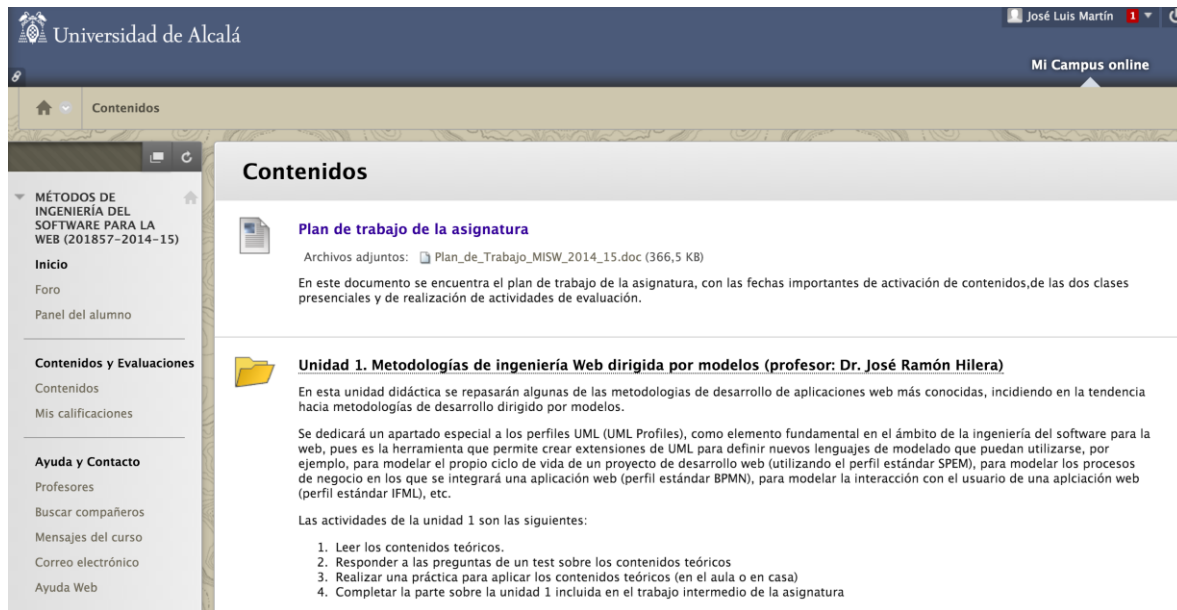 Universidad de Alcalá
José Luis Martín 1
Mi Campus online
Contenidos
MÉTODOS DE
INGENIERÍA DEL
SOFTWARE PARA LA
WEB (201857-2014-15)
Inicio
Foro
Panel del alumno
Contenidos y Evaluaciones
Contenidos
Mis calificaciones
Ayuda y Contacto
Profesores
Buscar compañeros
Mensajes del curso
Correo electrónico
Ayuda Web
Contenidos
Plan de trabajo de la asignatura
Archivos adjuntos: Plan_de_Trabajo_MISW_2014_15.doc (366,5 KB)
En este documento se encuentra el plan de trabajo de la asignatura, con las fechas importantes de activación de contenidos,de las dos clases
presenciales y de realización de actividades de evaluación.
Unidad 1. Metodologías de ingeniería Web dirigida por modelos (profesor: Dr. José Ramón Hilera)
En esta unidad didáctica se repasarán algunas de las metodologias de desarrollo de aplicaciones web más conocidas, incidiendo en la tendencia
hacia metodologías de desarrollo dirigido por modelos.
Se dedicará un apartado especial a los perfiles UML (UML Profiles), como elemento fundamental en el ámbito de la ingeniería del software para la
web, pues es la herramienta que permite crear extensiones de UML para definir nuevos lenguajes de modelado que puedan utilizarse, por
ejemplo, para modelar el propio ciclo de vida de un proyecto de desarrollo web (utilizando el perfil estándar SPEM), para modelar los procesos
de negocio en los que se integrará una aplicación web (perfil estándar BPMN), para modelar la interacción con el usuario de una aplciación web
(perfil estándar IFML), etc.
Las actividades de la unidad 1 son las siguientes:
1. Leer los contenidos teóricos.
2. Responder a las preguntas de un test sobre los contenidos teóricos
3. Realizar una práctica para aplicar los contenidos teóricos (en el aula o en casa)
4. Completar la parte sobre la unidad 1 incluida en el trabajo intermedio de la asignatura